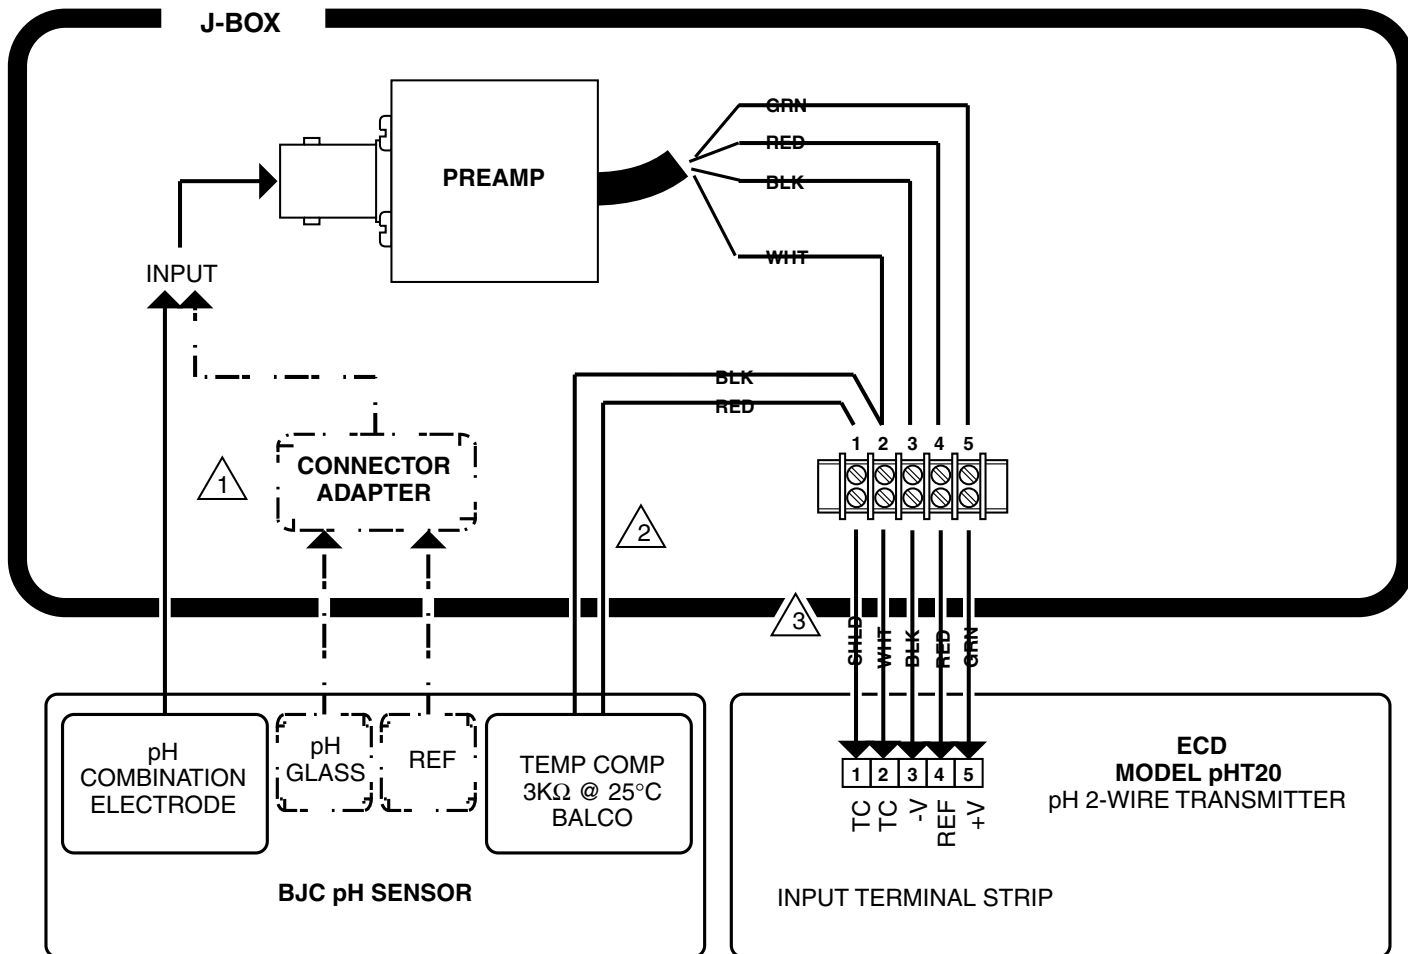 J-BOX
GRN
RED
PREAMP
BLK
WHT
INPUT
BLK
RED
1 2 3 4 5
CONNECTOR
ADAPTER
1
2
3
SHLD
WHT
BLK
RED
GRN
pH
COMBINATION
ELECTRODE
pH
GLASS
REF
TEMP COMP
3KΩ @ 25°C
BALCO
BJC pH SENSOR
ECD
MODEL pHT20
pH 2-WIRE TRANSMITTER
1 2 3 4 5
TC
TC
-V
REF
+V
INPUT TERMINAL STRIP